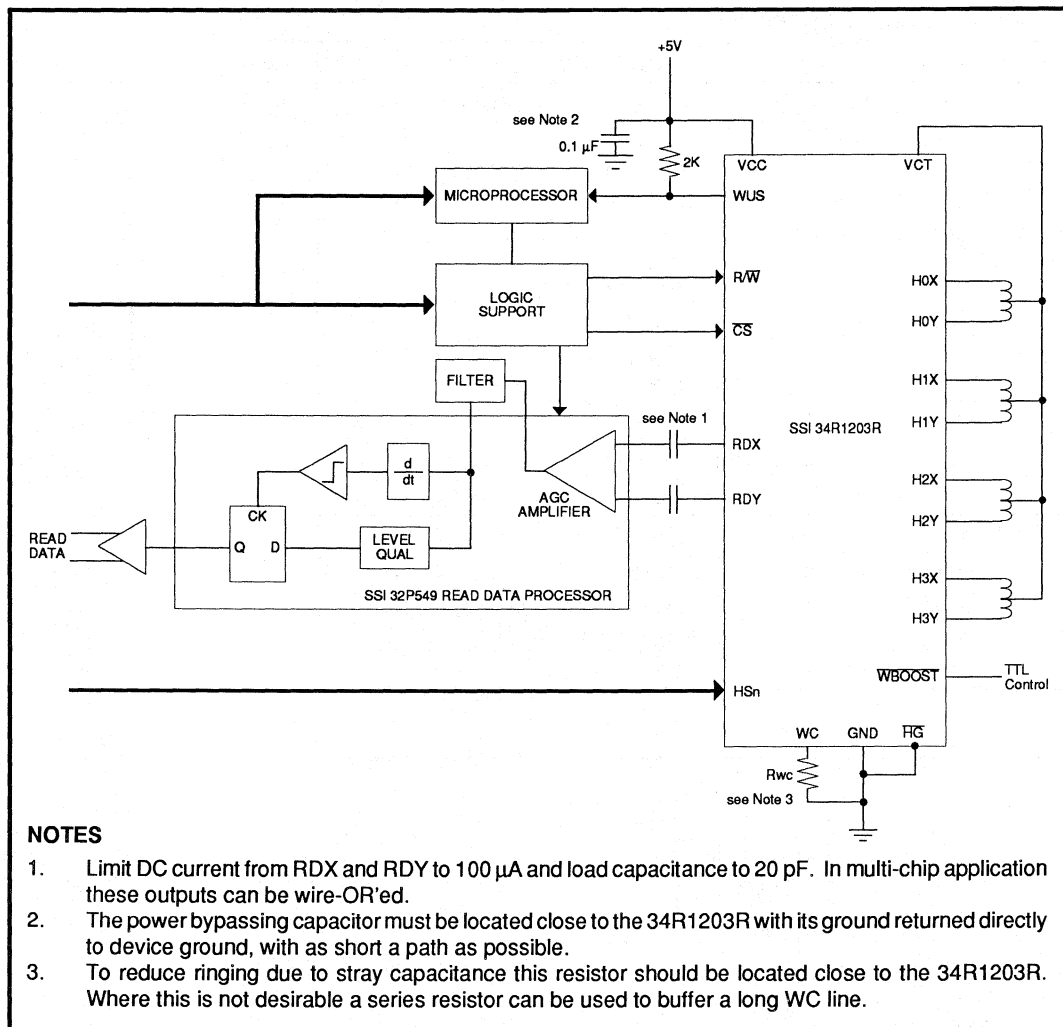 +5V
see Note 2
0.1 µF
2K
VCC
VCT
MICROPROCESSOR
WUS
R/W̅
LOGIC
SUPPORT
C̅S̅
H0X
H0Y
FILTER
see Note 1
H1X
H1Y
SSI 34R1203R
RDX
RDY
d
dt
AGC
AMPLIFIER
H2X
H2Y
CK
Q D
LEVEL
QUAL
READ
DATA
SSI 32P549 READ DATA PROCESSOR
H3X
H3Y
W̅B̅O̅O̅S̅T̅
T̅T̅L
Control
HSn
WC GND H̅G̅
Rwc
see Note 3
NOTES
1. Limit DC current from RDX and RDY to 100 µA and load capacitance to 20 pF. In multi-chip application
these outputs can be wire-OR'ed.
2. The power bypassing capacitor must be located close to the 34R1203R with its ground returned directly
to device ground, with as short a path as possible.
3. To reduce ringing due to stray capacitance this resistor should be located close to the 34R1203R.
Where this is not desirable a series resistor can be used to buffer a long WC line.